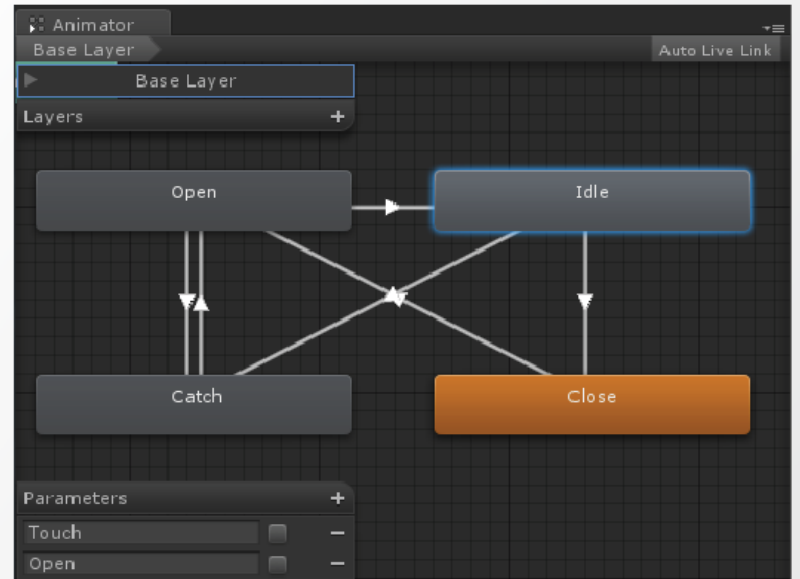 Animator
Base Layer
Auto Live Link
Base Layer
Layers
Open
Idle
Catch
Close
Parameters
Touch
Open